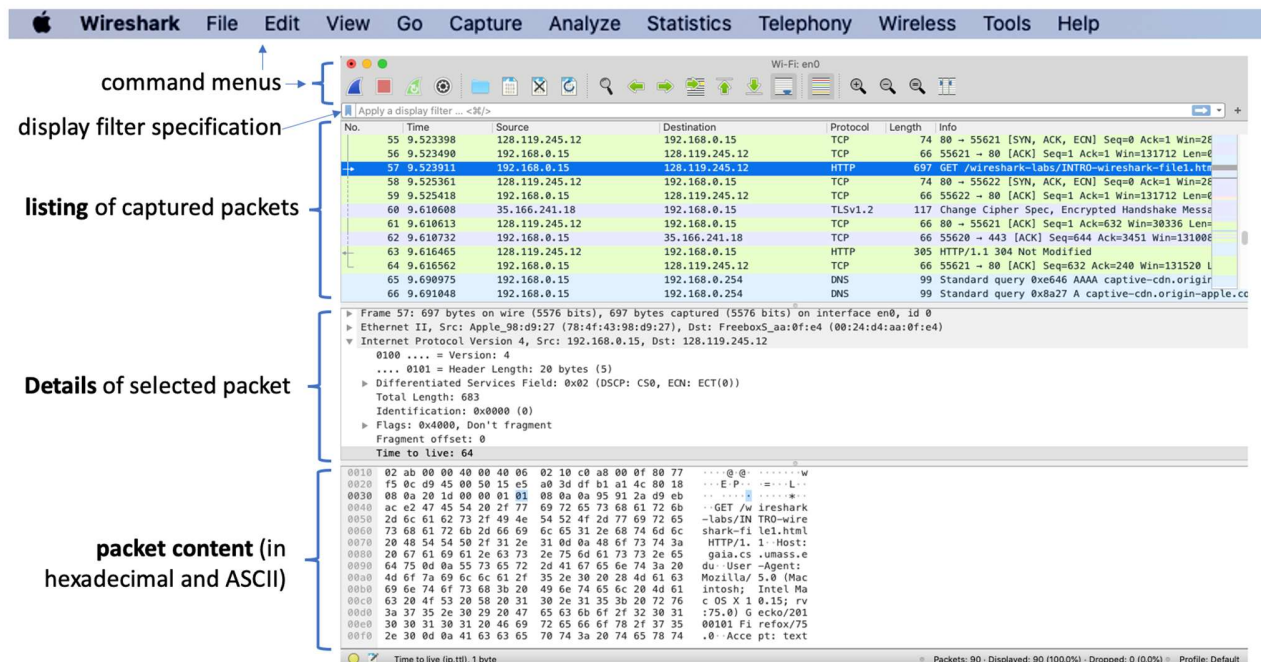 Wireshark File Edit View Go Capture Analyze Statistics Telephony Wireless Tools Help
command menus
display filter specification
listing of captured packets
Details of selected packet
packet content (in
hexadecimal and ASCII)
Wi-Fi: en0
Apply a display filter ... <⌘/>
No. Time Source Destination Protocol Length Info
55 9.523398 128.119.245.12 192.168.0.15 TCP 74 80 → 55621 [SYN, ACK, ECN] Seq=0 Ack=1 Win=28
56 9.523490 192.168.0.15 128.119.245.12 TCP 66 55621 → 80 [ACK] Seq=1 Ack=1 Win=131712 Len=0
57 9.523911 192.168.0.15 128.119.245.12 HTTP 697 GET /wireshark-labs/INTRO-wireshark-file1.htm
58 9.525361 128.119.245.12 192.168.0.15 TCP 74 80 → 55622 [SYN, ACK, ECN] Seq=0 Ack=1 Win=28
59 9.525418 192.168.0.15 128.119.245.12 TCP 66 55622 → 80 [ACK] Seq=1 Ack=1 Win=131712 Len=0
60 9.610608 35.166.241.18 192.168.0.15 TLSv1.2 117 Change Cipher Spec, Encrypted Handshake Messa
61 9.610613 128.119.245.12 192.168.0.15 TCP 66 80 → 55621 [ACK] Seq=1 Ack=632 Win=30336 Len=
62 9.610732 192.168.0.15 35.166.241.18 TCP 66 55620 → 443 [ACK] Seq=644 Ack=3451 Win=131008
63 9.616465 128.119.245.12 192.168.0.15 HTTP 305 HTTP/1.1 304 Not Modified
64 9.616562 192.168.0.15 128.119.245.12 TCP 66 55621 → 80 [ACK] Seq=632 Ack=240 Win=131520 L
65 9.690975 192.168.0.15 192.168.0.254 DNS 99 Standard query 0xe646 AAAA captive-cdn.origin
66 9.691048 192.168.0.15 192.168.0.254 DNS 99 Standard query 0x8a27 A captive-cdn.origin-apple.co
Frame 57: 697 bytes on wire (5576 bits), 697 bytes captured (5576 bits) on interface en0, id 0
Ethernet II, Src: Apple_98:d9:27 (78:4f:43:98:d9:27), Dst: FreeboxS_aa:0f:e4 (00:24:d4:aa:0f:e4)
Internet Protocol Version 4, Src: 192.168.0.15, Dst: 128.119.245.12
0100 .... = Version: 4
.... 0101 = Header Length: 20 bytes (5)
Differentiated Services Field: 0x02 (DSCP: CS0, ECN: ECT(0))
Total Length: 683
Identification: 0x0000 (0)
Flags: 0x4000, Don't fragment
Fragment offset: 0
Time to live: 64
0010 02 ab 00 00 40 00 40 06 02 10 c0 a8 00 0f 80 77 ····@·@· ·······w
0020 f5 0c d9 45 00 50 15 e5 a0 3d df b1 a1 4c 80 18 ···E·P·· ·=···L··
0030 08 0a 20 1d 00 00 01 01 08 0a 0a 95 91 2a d9 eb ·· ····· ·····*··
0040 ac e2 47 45 54 20 2f 77 69 72 65 73 68 61 72 6b ··GET /w ireshark
0050 2d 6c 61 62 73 2f 49 4e 54 52 4f 2d 77 69 72 65 -labs/IN TRO-wire
0060 73 68 61 72 6b 2d 66 69 6c 65 31 2e 68 74 6d 6c shark-fi le1.html
0070 20 48 54 54 50 2f 31 2e 31 0d 0a 48 6f 73 74 3a HTTP/1. 1··Host:
0080 20 67 61 69 61 2e 63 73 2e 75 6d 61 73 73 2e 65 gaia.cs .umass.e
0090 64 75 0d 0a 55 73 65 72 2d 41 67 65 6e 74 3a 20 du··User -Agent:
00a0 4d 6f 7a 69 6c 6c 61 2f 35 2e 30 20 28 4d 61 63 Mozilla/ 5.0 (Mac
00b0 69 6e 74 6f 73 68 3b 20 49 6e 74 65 6c 20 4d 61 intosh; Intel Ma
00c0 63 20 4f 53 20 58 20 31 30 2e 31 35 3b 20 72 76 c OS X 1 0.15; rv
00d0 3a 37 35 2e 30 29 20 47 65 63 6b 6f 2f 32 30 31 :75.0) G ecko/201
00e0 30 30 31 30 31 20 46 69 72 65 66 6f 78 2f 37 35 00101 Fi refox/75
00f0 2e 30 0d 0a 41 63 63 65 70 74 3a 20 74 65 78 74 .0··Acce pt: text
Time to live (ip.ttl), 1 byte Packets: 90 · Displayed: 90 (100.0%) · Dropped: 0 (0.0%) Profile: Default